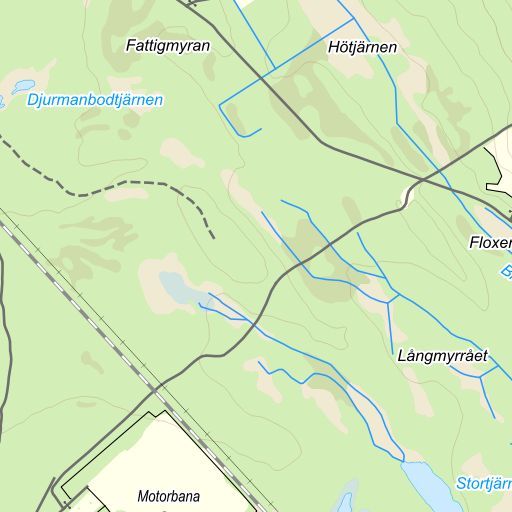 Fattigmyran
Hötjärnen
Djurmanbodtjärnen
Långmyrrået
Motorbana